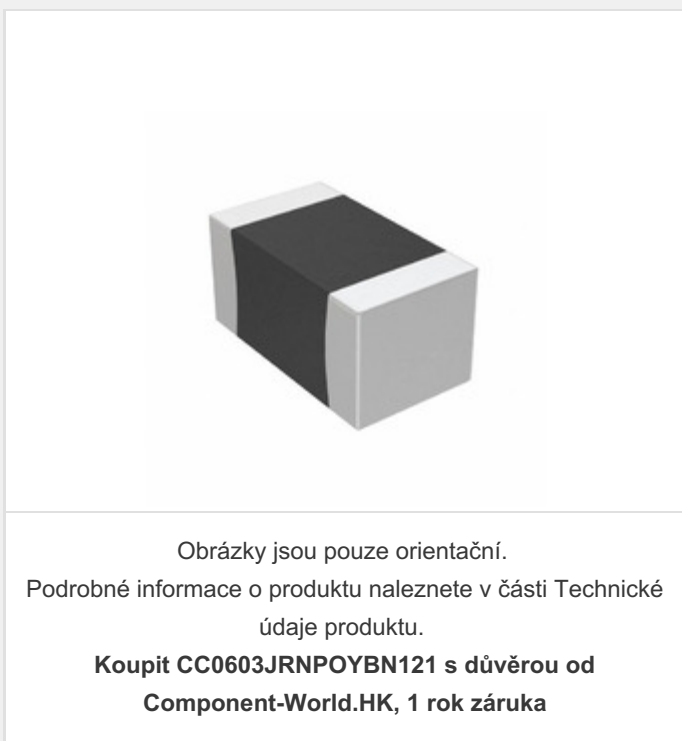 Obrázky jsou pouze orientační.
Podrobné informace o produktu naleznete v části Technické
údaje produktu.
Koupit CC0603JRNPOYBN121 s důvěrou od
Component-World.HK, 1 rok záruka